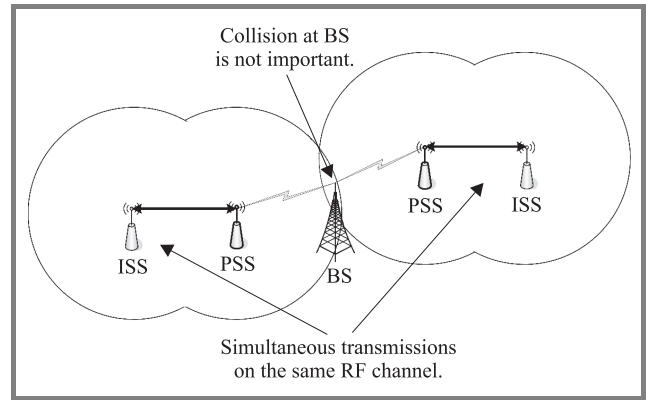 Collision at BS
is not important.
PSS
ISS
ISS
PSS
BS
Simultaneous transmissions
on the same RF channel.